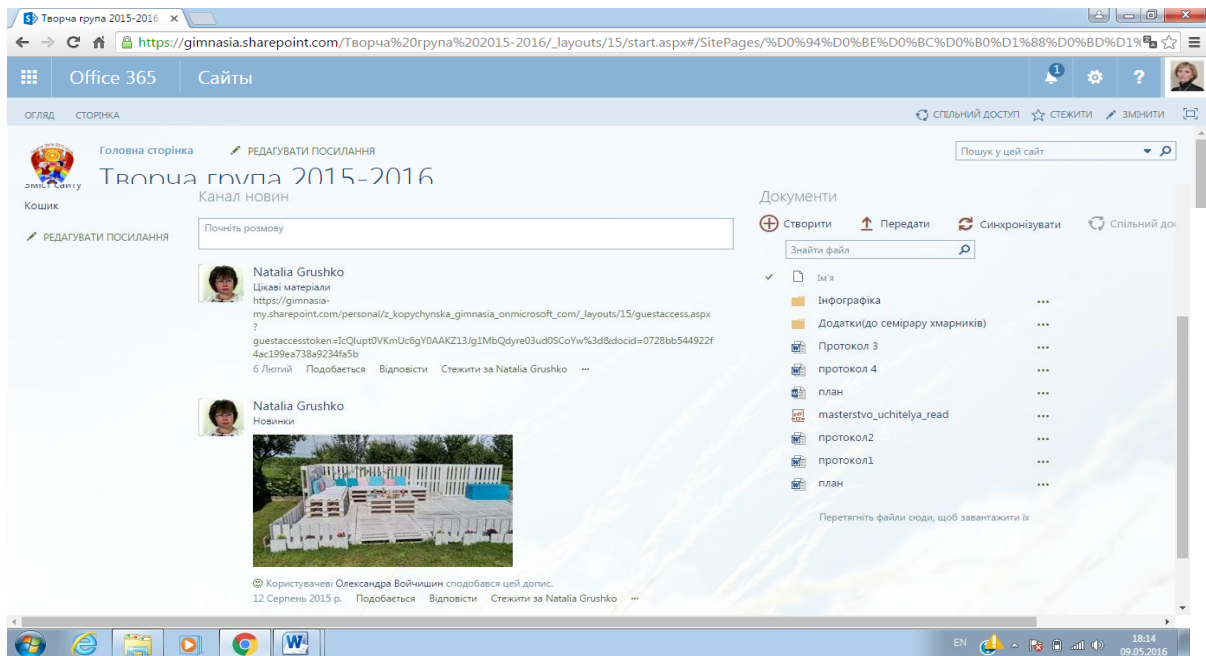 Творча група 2015-2016
https://gimnasia.sharepoint.com/Творча%20група%202015-2016/_layouts/15/start.aspx#/SitePages/%D0%94%D0%BE%D0%BC%D0%B0%D1%88%D0%BD%D1%
Office 365 Сайты 1 ?
ОГЛЯД СТОРІНКА СПІЛЬНИЙ ДОСТУП СТЕЖИТИ ЗМІНИТИ
Головна сторінка РЕДАГУВАТИ ПОСИЛАННЯ Пошук у цей сайт
Творча група 2015-2016
Зміст сайту
Кошик
РЕДАГУВАТИ ПОСИЛАННЯ
Канал новин
Почніть розмову
Natalia Grushko
Цікаві матеріали
https://gimnasia-
my.sharepoint.com/personal/z_kopychynska_gimnasia_onmicrosoft_com/_layouts/15/guestaccess.aspx
?
guestaccesstoken=IcQlupt0VKmUc6gY0AAKZ13Jg1MbQdyre03ud0SCoYw%3d&docid=0728bb544922f
4ac199ea738a9234fa5b
6 Лютий Подобається Відповісти Стежити за Natalia Grushko ...
Natalia Grushko
Новинки
Користувачеві Олександра Войчишин сподобався цей допис.
12 Серпень 2015 р. Подобається Відповісти Стежити за Natalia Grushko ...
Документи
Створити Передати Синхронізувати Спільний дос
Знайти файл
Ім'я
Інфографіка ...
Додатки(до семірару хмарників) ...
Протокол 3 ...
протокол 4 ...
план ...
masterstvo_uchitelya_read ...
протокол2 ...
протокол1 ...
план ...
Перетягніть файли сюди, щоб завантажити їх
EN 18:14
09.05.2016